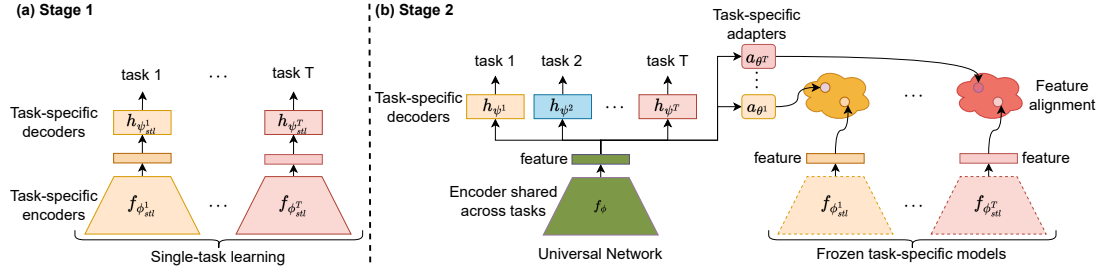 (a) Stage 1
task 1
...
task T
Task-specific
decoders
h_{ψ^1_{stl}}
h_{ψ^T_{stl}}
Task-specific
encoders
f_{ϕ^1_{stl}}
...
f_{ϕ^T_{stl}}
Single-task learning
(b) Stage 2
task 1
task 2
task T
Task-specific
decoders
h_{ψ^1}
h_{ψ^2}
...
h_{ψ^T}
feature
Encoder shared
across tasks
f_ϕ
Universal Network
Task-specific
adapters
a_{θ^T}
⋮
a_{θ^1}
...
Feature
alignment
feature
feature
f_{ϕ^1_{stl}}
...
f_{ϕ^T_{stl}}
Frozen task-specific models